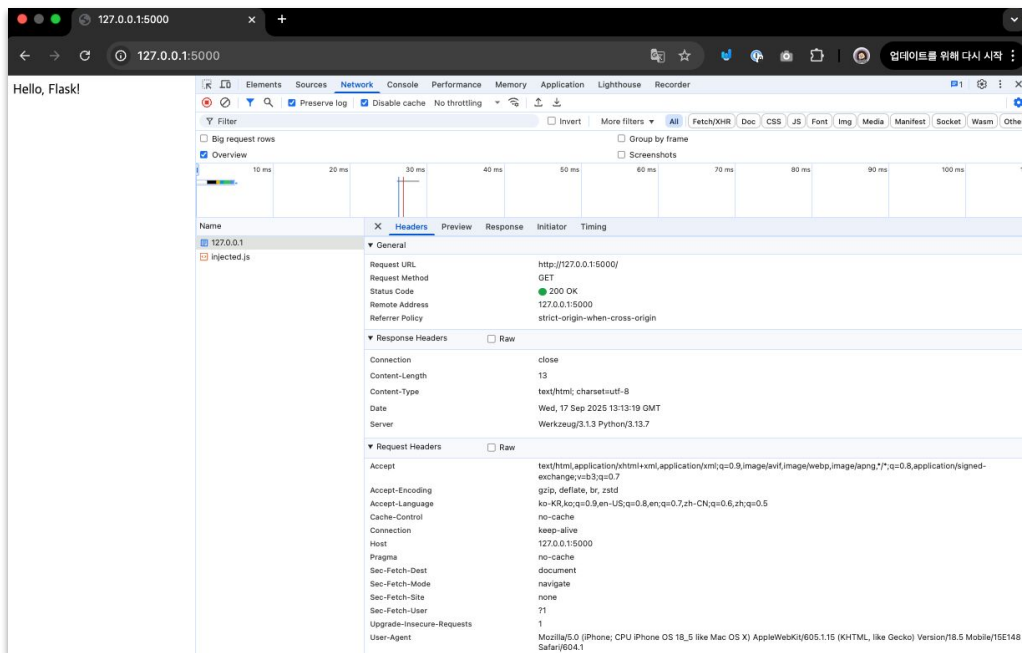 127.0.0.1:5000
127.0.0.1:5000
업데이트를 위해 다시 시작
Hello, Flask!
Elements Sources Network Console Performance Memory Application Lighthouse Recorder 1
Preserve log Disable cache No throttling
Filter Invert More filters All Fetch/XHR Doc CSS JS Font Img Media Manifest Socket Wasm Othe
Big request rows Group by frame
Overview Screenshots
10 ms 20 ms 30 ms 40 ms 50 ms 60 ms 70 ms 80 ms 90 ms 100 ms
Name Headers Preview Response Initiator Timing
127.0.0.1
injected.js
General
Request URL http://127.0.0.1:5000/
Request Method GET
Status Code 200 OK
Remote Address 127.0.0.1:5000
Referrer Policy strict-origin-when-cross-origin
Response Headers Raw
Connection close
Content-Length 13
Content-Type text/html; charset=utf-8
Date Wed, 17 Sep 2025 13:13:19 GMT
Server Werkzeug/3.1.3 Python/3.13.7
Request Headers Raw
Accept text/html,application/xhtml+xml,application/xml;q=0.9,image/avif,image/webp,image/apng,*/*;q=0.8,application/signed-
exchange;v=b3;q=0.7
Accept-Encoding gzip, deflate, br, zstd
Accept-Language ko-KR,ko;q=0.9,en-US;q=0.8,en;q=0.7,zh-CN;q=0.6,zh;q=0.5
Cache-Control no-cache
Connection keep-alive
Host 127.0.0.1:5000
Pragma no-cache
Sec-Fetch-Dest document
Sec-Fetch-Mode navigate
Sec-Fetch-Site none
Sec-Fetch-User ?1
Upgrade-Insecure-Requests 1
User-Agent Mozilla/5.0 (iPhone; CPU iPhone OS 18_5 like Mac OS X) AppleWebKit/605.1.15 (KHTML, like Gecko) Version/18.5 Mobile/15E148
Safari/604.1